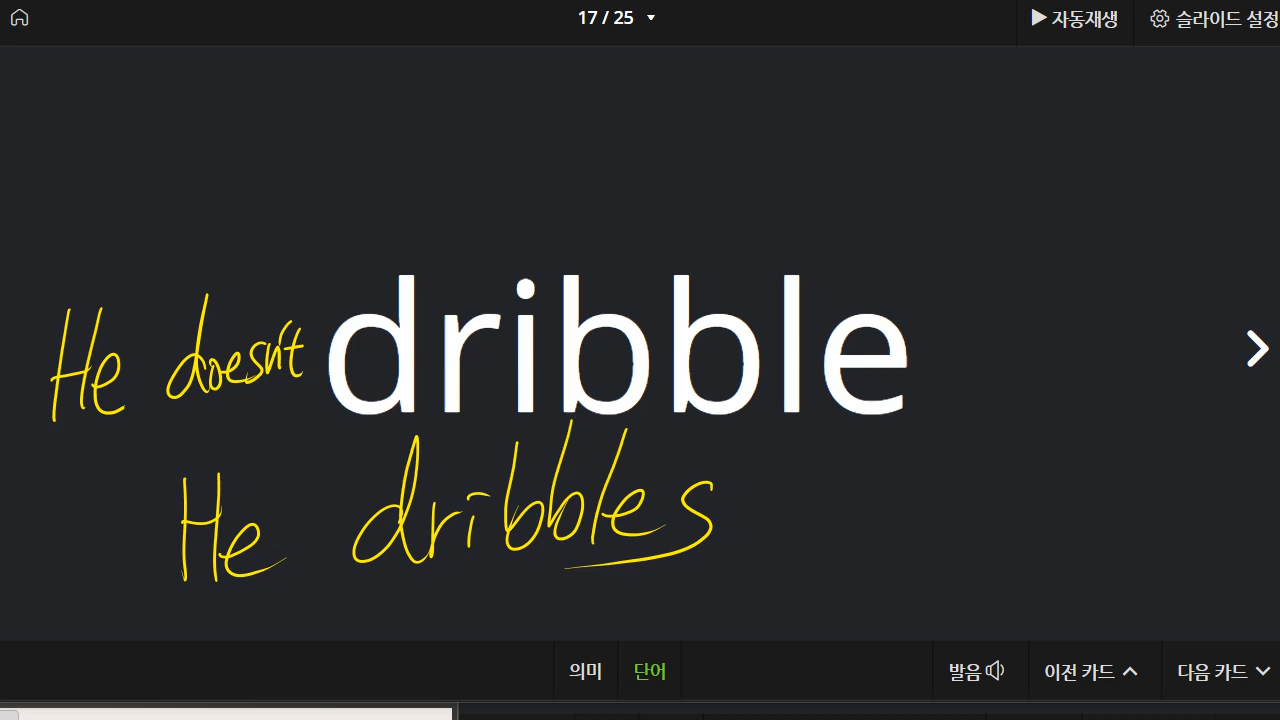 17 / 25
자동재생
슬라이드 설정
He doesn't dribble
He dribbles
의미
단어
발음
이전 카드
다음 카드